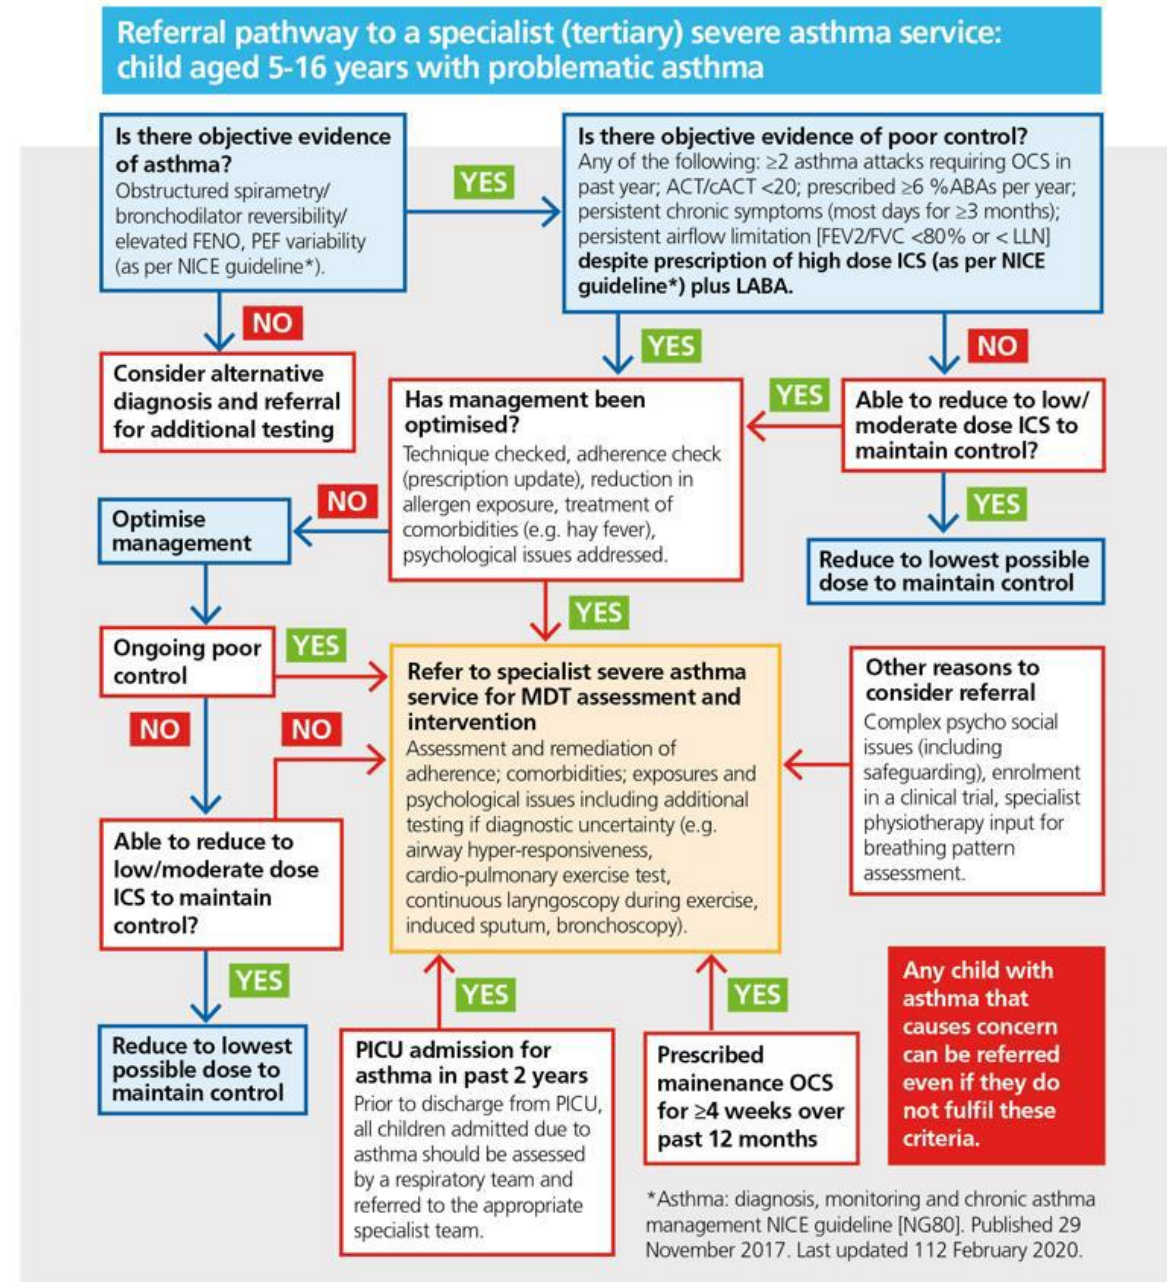 Referral pathway to a specialist (tertiary) severe asthma service:
child aged 5-16 years with problematic asthma
Is there objective evidence
of asthma?
Obstructured spirametry/
bronchodilator reversibility/
elevated FENO, PEF variability
(as per NICE guideline*).
YES
Is there objective evidence of poor control?
Any of the following: ≥2 asthma attacks requiring OCS in
past year; ACT/cACT <20; prescribed ≥6 %ABAs per year;
persistent chronic symptoms (most days for ≥3 months);
persistent airflow limitation [FEV2/FVC <80% or < LLN]
despite prescription of high dose ICS (as per NICE
guideline*) plus LABA.
NO
YES
NO
Consider alternative
diagnosis and referral
for additional testing
Has management been
optimised?
Technique checked, adherence check
(prescription update), reduction in
allergen exposure, treatment of
comorbidities (e.g. hay fever),
psychological issues addressed.
YES
Able to reduce to low/
moderate dose ICS to
maintain control?
NO
Optimise
management
YES
Reduce to lowest possible
dose to maintain control
YES
Ongoing poor
control
YES
Refer to specialist severe asthma
service for MDT assessment and
intervention
Assessment and remediation of
adherence; comorbidities; exposures and
psychological issues including additional
testing if diagnostic uncertainty (e.g.
airway hyper-responsiveness,
cardio-pulmonary exercise test,
continuous laryngoscopy during exercise,
induced sputum, bronchoscopy).
Other reasons to
consider referral
Complex psycho social
issues (including
safeguarding), enrolment
in a clinical trial, specialist
physiotherapy input for
breathing pattern
assessment.
NO
NO
Able to reduce to
low/moderate dose
ICS to maintain
control?
YES
Reduce to lowest
possible dose to
maintain control
YES
PICU admission for
asthma in past 2 years
Prior to discharge from PICU,
all children admitted due to
asthma should be assessed
by a respiratory team and
referred to the appropriate
specialist team.
YES
Prescribed
mainenance OCS
for ≥4 weeks over
past 12 months
Any child with
asthma that
causes concern
can be referred
even if they do
not fulfil these
criteria.
*Asthma: diagnosis, monitoring and chronic asthma
management NICE guideline [NG80]. Published 29
November 2017. Last updated 112 February 2020.